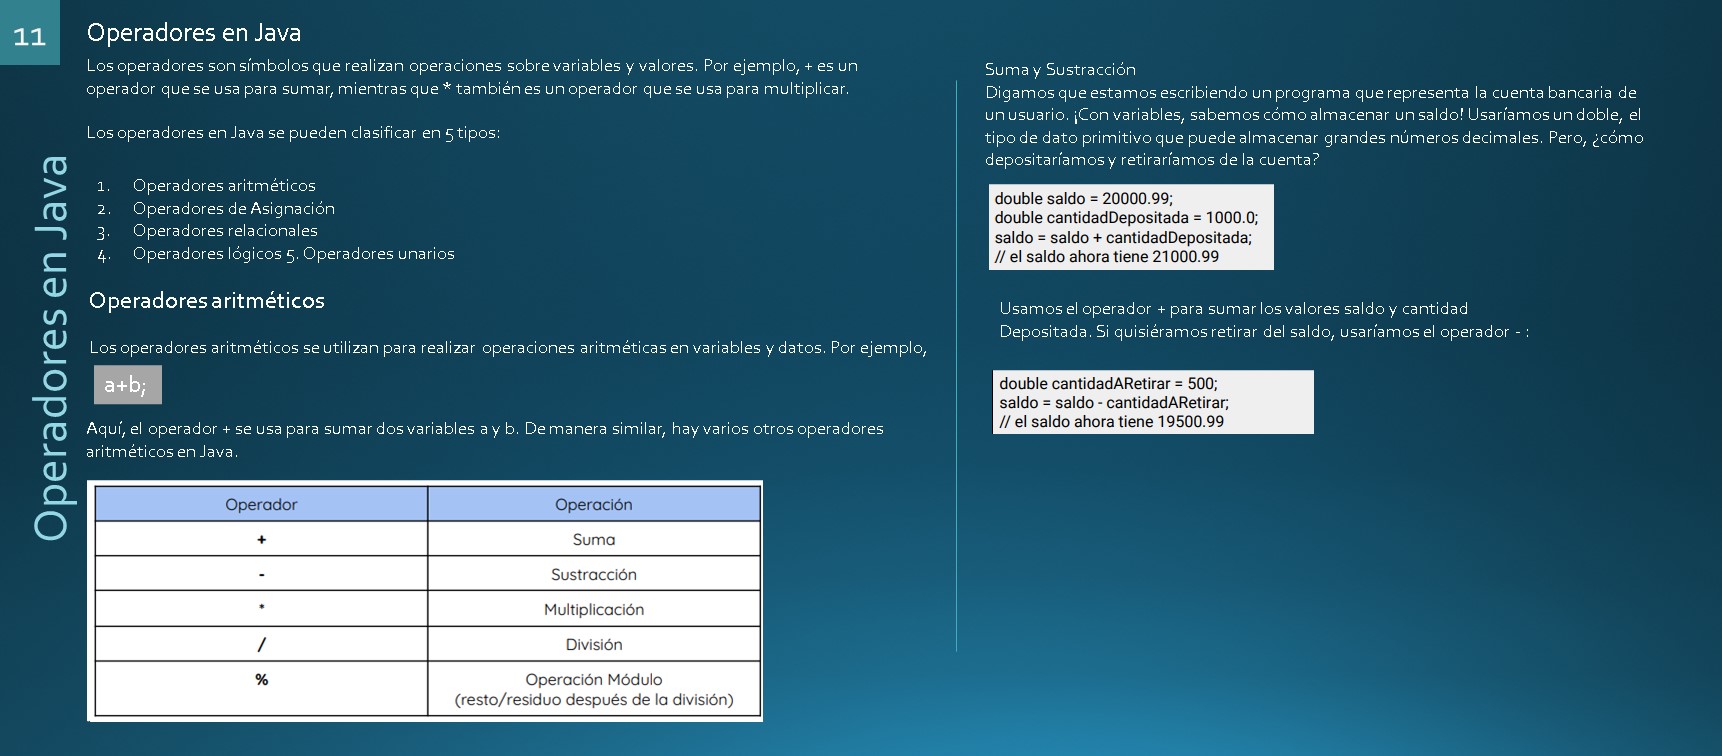 11
Operadores en Java
Operadores en Java
Los operadores son símbolos que realizan operaciones sobre variables y valores. Por ejemplo, + es un
operador que se usa para sumar, mientras que * también es un operador que se usa para multiplicar.
Los operadores en Java se pueden clasificar en 5 tipos:
1. Operadores aritméticos
2. Operadores de Asignación
3. Operadores relacionales
4. Operadores lógicos 5. Operadores unarios
Operadores aritméticos
Los operadores aritméticos se utilizan para realizar operaciones aritméticas en variables y datos. Por ejemplo,
a+b;
Aquí, el operador + se usa para sumar dos variables a y b. De manera similar, hay varios otros operadores
aritméticos en Java.
Operador Operación
+ Suma
- Sustracción
* Multiplicación
/ División
% Operación Módulo
(resto/residuo después de la división)
Suma y Sustracción
Digamos que estamos escribiendo un programa que representa la cuenta bancaria de
un usuario. ¡Con variables, sabemos cómo almacenar un saldo! Usaríamos un doble, el
tipo de dato primitivo que puede almacenar grandes números decimales. Pero, ¿cómo
depositaríamos y retiraríamos de la cuenta?
double saldo = 20000.99;
double cantidadDepositada = 1000.0;
saldo = saldo + cantidadDepositada;
// el saldo ahora tiene 21000.99
Usamos el operador + para sumar los valores saldo y cantidad
Depositada. Si quisiéramos retirar del saldo, usaríamos el operador - :
double cantidadARetirar = 500;
saldo = saldo - cantidadARetirar;
// el saldo ahora tiene 19500.99